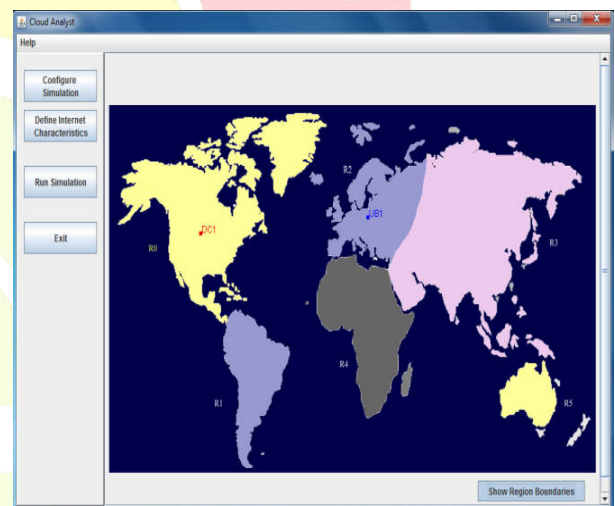 Cloud Analyst
Help
Configure
Simulation
Define Internet
Characteristics
Run Simulation
Exit
R2
UB1
DC1
R0
R3
R4
R1
R5
Show Region Boundaries